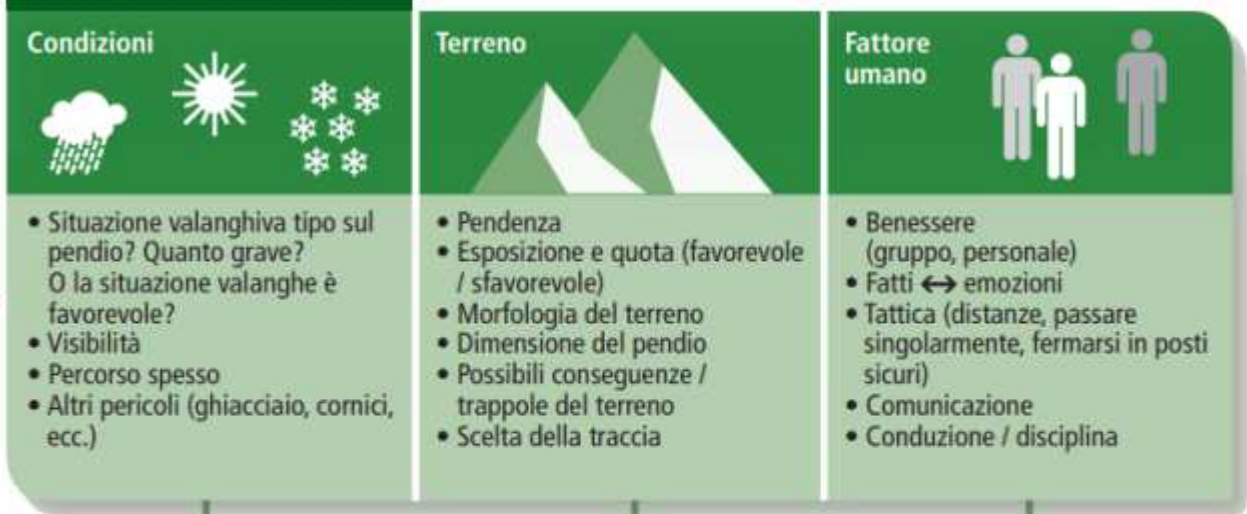 Condizioni
• Situazione valanghiva tipo sul
pendio? Quanto grave?
O la situazione valanghe è
favorevole?
• Visibilità
• Percorso spesso
• Altri pericoli (ghiacciaio, cornici,
ecc.)
Terreno
• Pendenza
• Esposizione e quota (favorevole
/ sfavorevole)
• Morfologia del terreno
• Dimensione del pendio
• Possibili conseguenze /
trappole del terreno
• Scelta della traccia
Fattore
umano
• Benessere
(gruppo, personale)
• Fatti ↔ emozioni
• Tattica (distanze, passare
singolarmente, fermarsi in posti
sicuri)
• Comunicazione
• Conduzione / disciplina